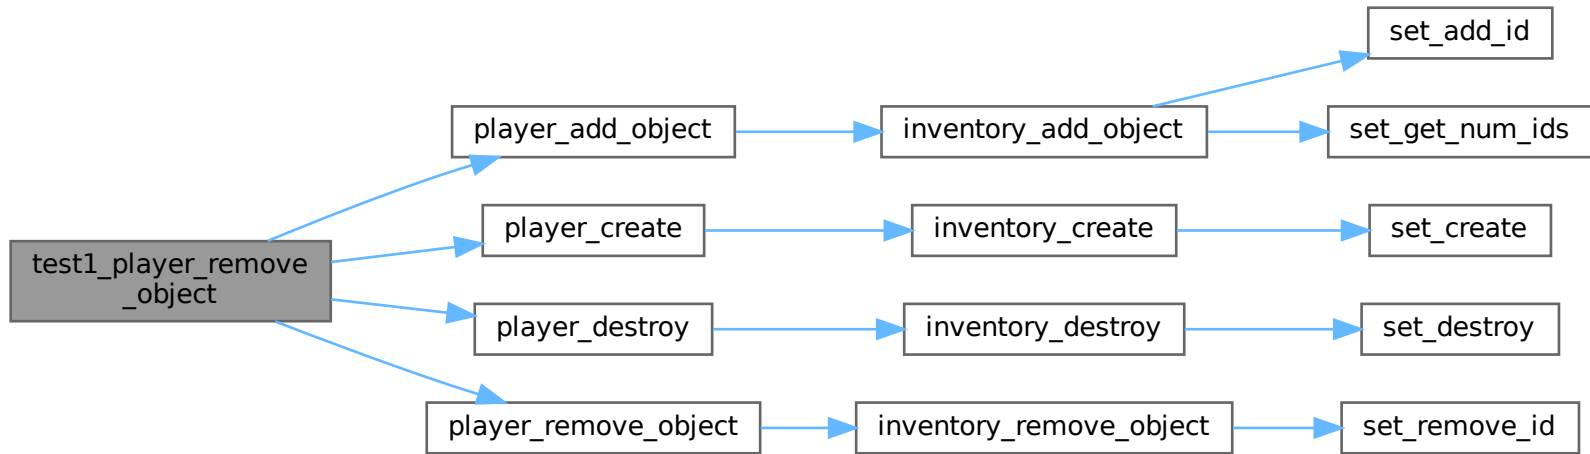 set_add_id
player_add_object
inventory_add_object
set_get_num_ids
player_create
inventory_create
set_create
test1_player_remove
_object
player_destroy
inventory_destroy
set_destroy
player_remove_object
inventory_remove_object
set_remove_id